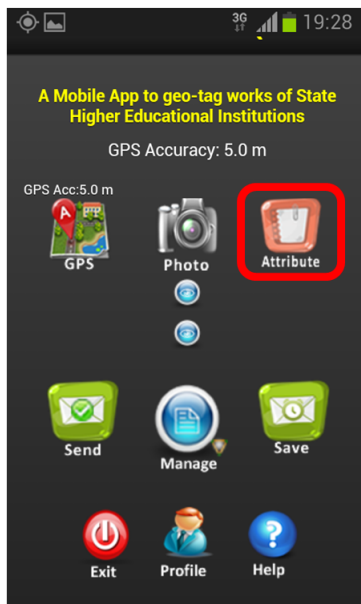 3G 19:28
A Mobile App to geo-tag works of State
Higher Educational Institutions
GPS Accuracy: 5.0 m
GPS Acc:5.0 m
A
GPS Photo Attribute
Send Manage Save
Exit Profile Help